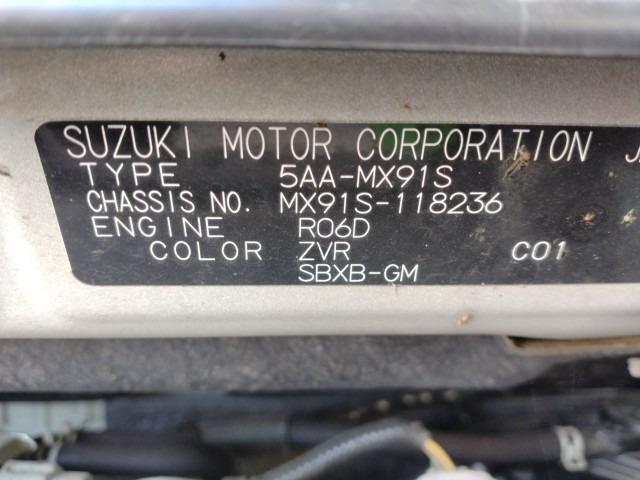 SUZUKI MOTOR CORPORATION
TYPE 5AA-MX91S
CHASSIS NO. MX91S-118236
ENGINE R06D
COLOR ZVR C01
SBXB-GM